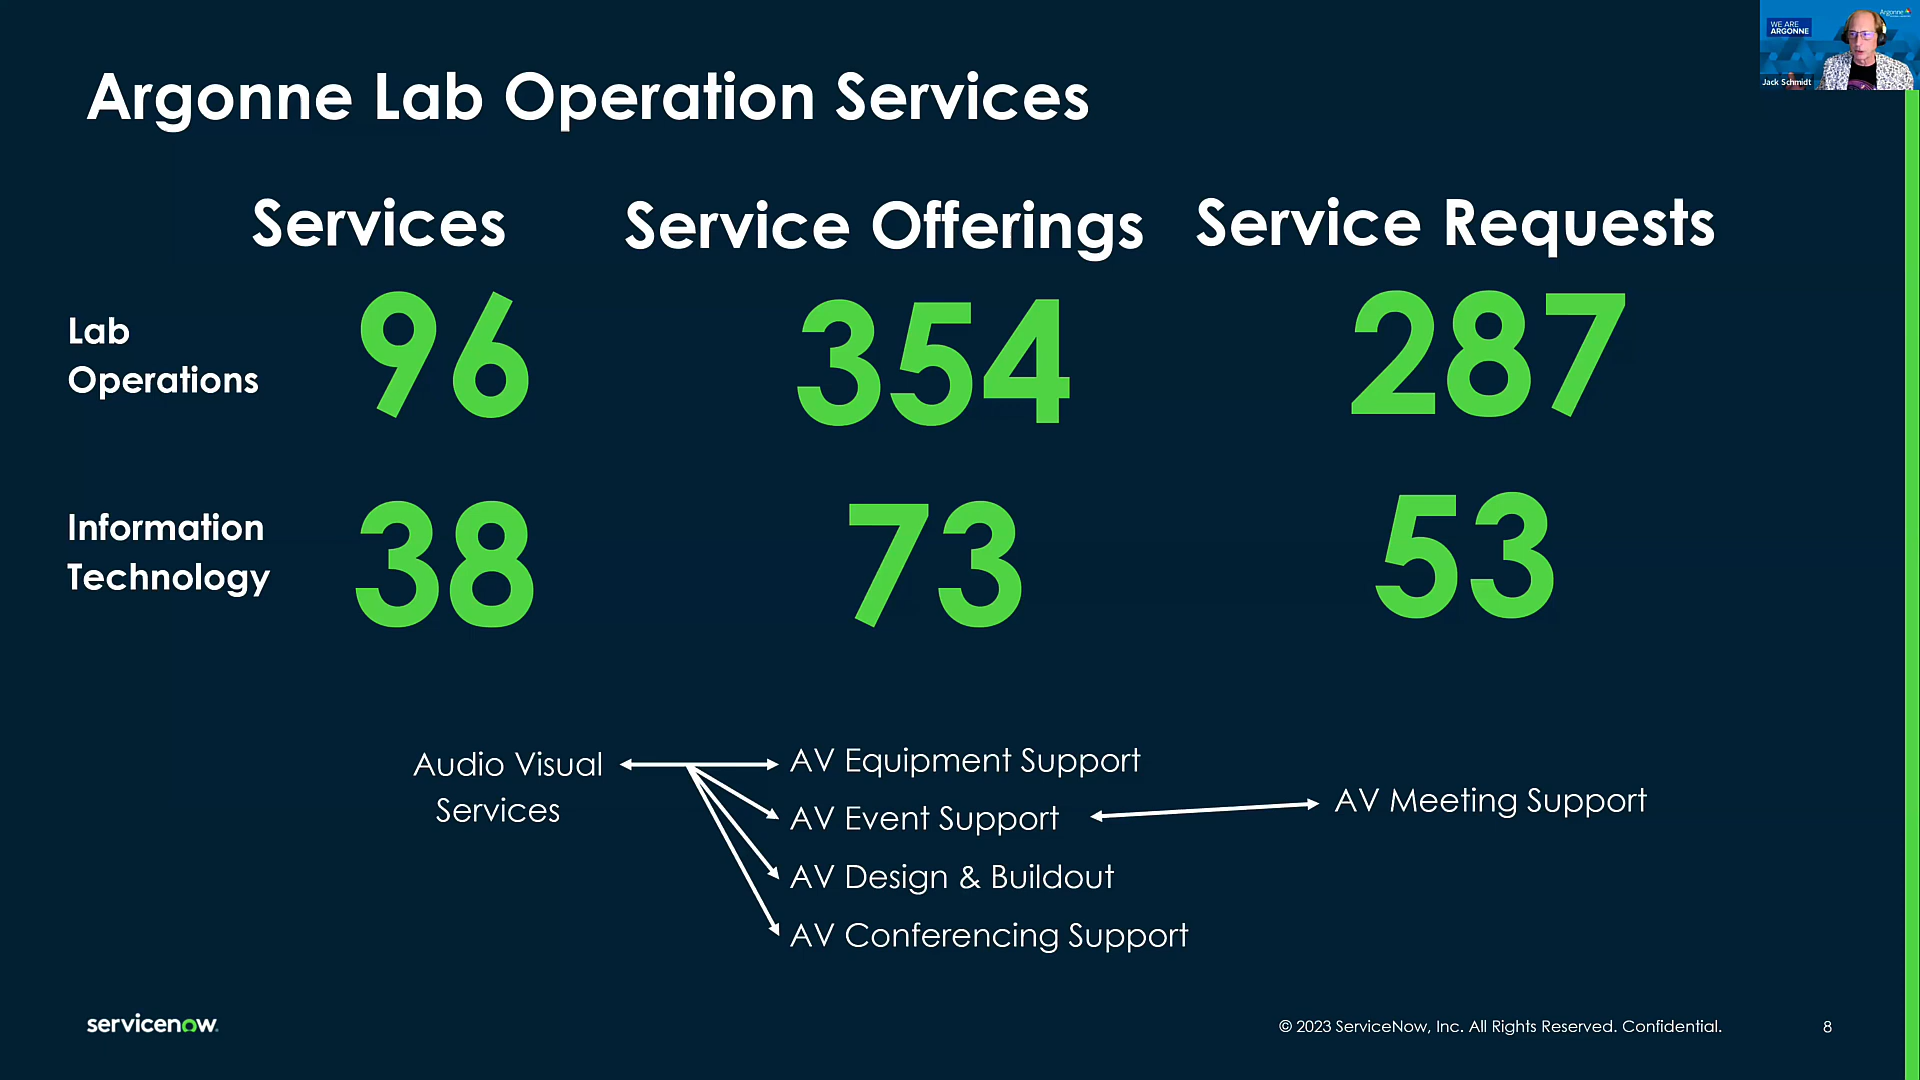 Argonne Lab Operation Services
WE ARE
ARGONNE
Argonne
Jack Schmidt
Services
Service Offerings
Service Requests
Lab
Operations
96
354
287
Information
Technology
38
73
53
Audio Visual
Services
AV Equipment Support
AV Event Support
AV Design & Buildout
AV Conferencing Support
AV Meeting Support
servicenow
© 2023 ServiceNow, Inc. All Rights Reserved. Confidential.
8